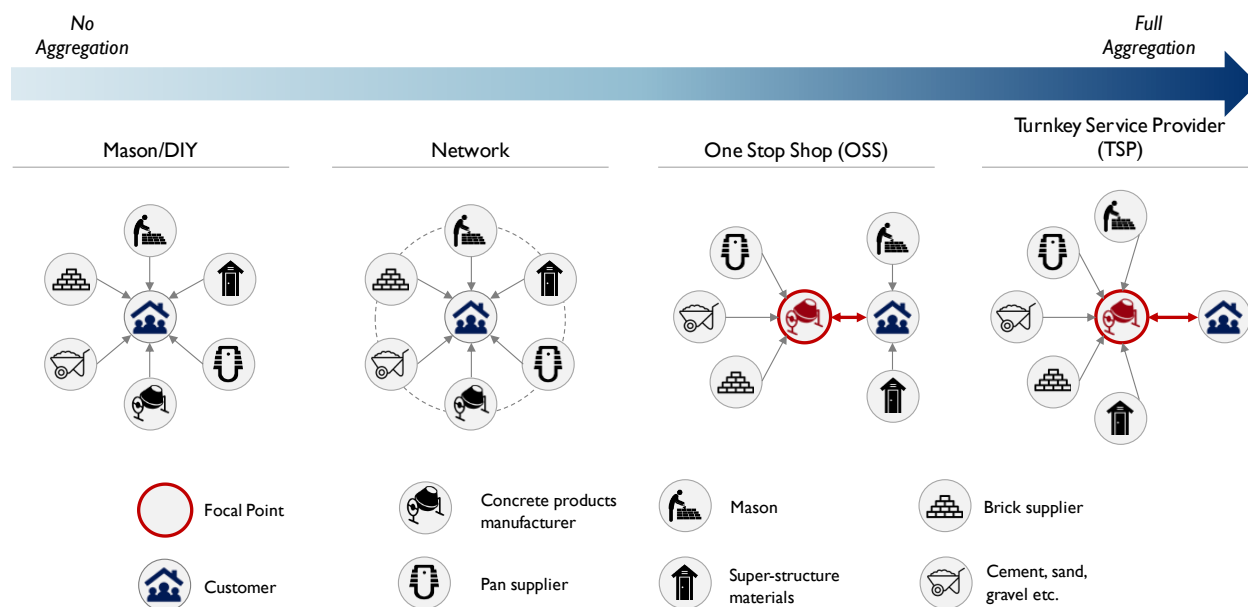 No
Aggregation
Full
Aggregation
Mason/DIY
Network
One Stop Shop (OSS)
Turnkey Service Provider
(TSP)
Focal Point
Concrete products
manufacturer
Mason
Brick supplier
Customer
Pan supplier
Super-structure
materials
Cement, sand,
gravel etc.